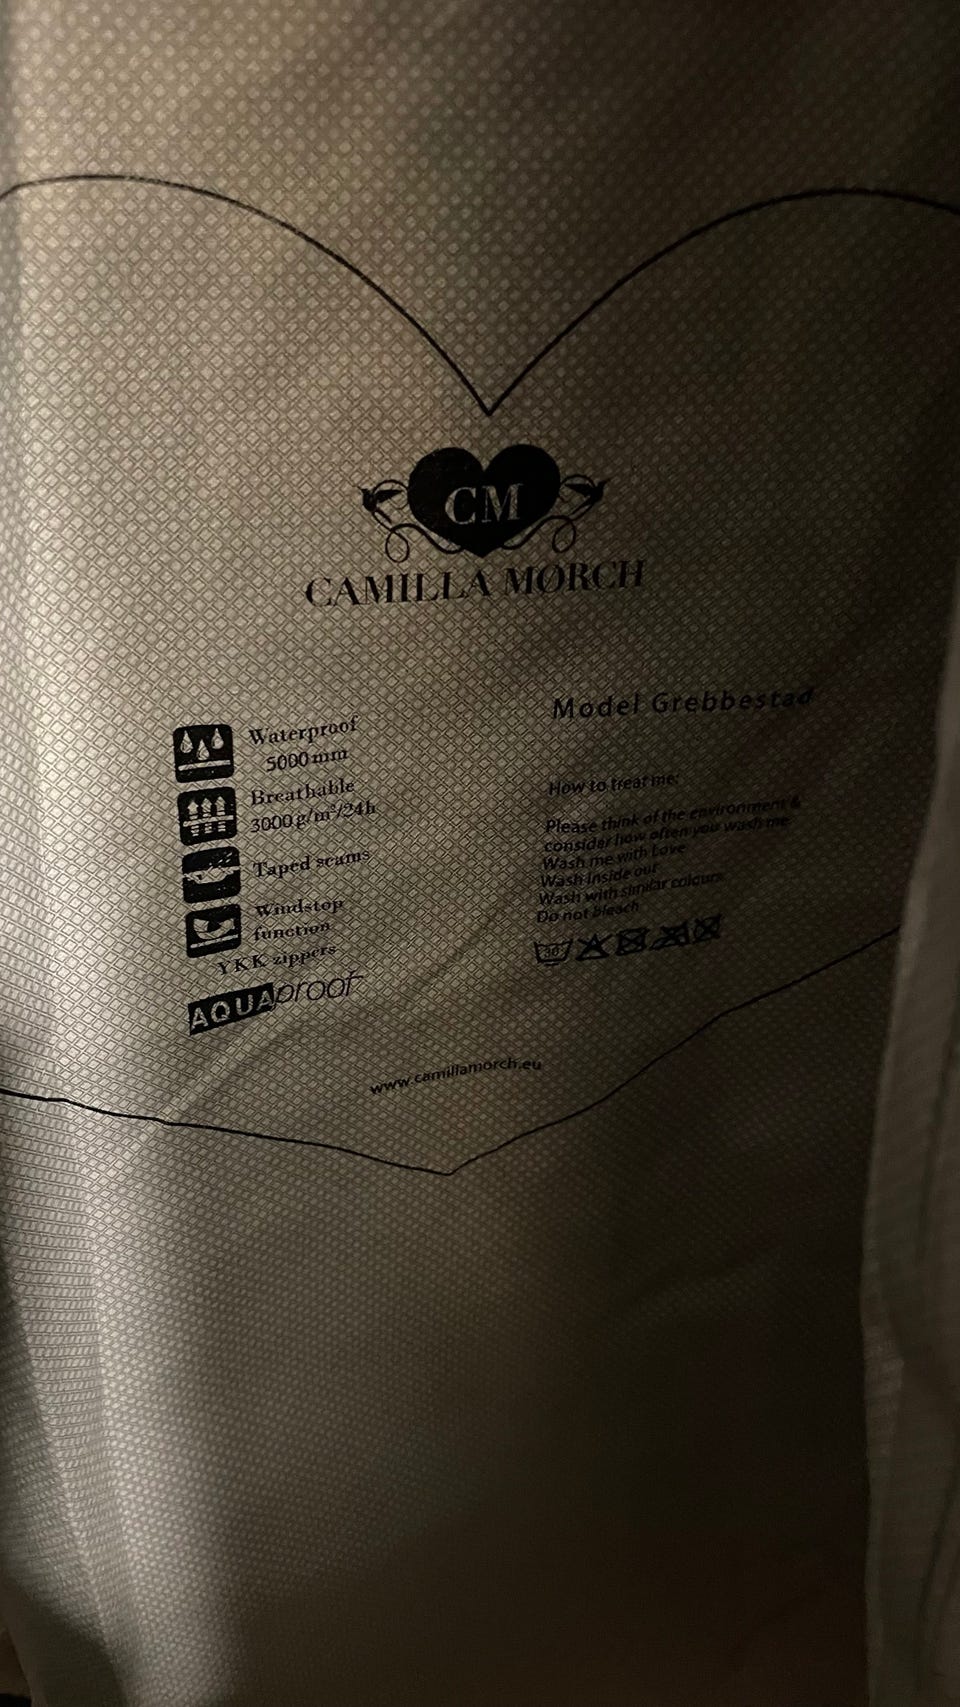 CM
CAMILLA MØRCH
Waterproof
5000 mm
Breathable
3000 g/m²/24h
Taped seams
Windstop
function
YKK zippers
AQUAproof
Model Grebbestad
How to treat me:
Please think of the environment &
consider how often you wash me
Wash me with Love
Wash inside out
Wash with similar colours
Do not bleach
30
www.camillamorch.eu